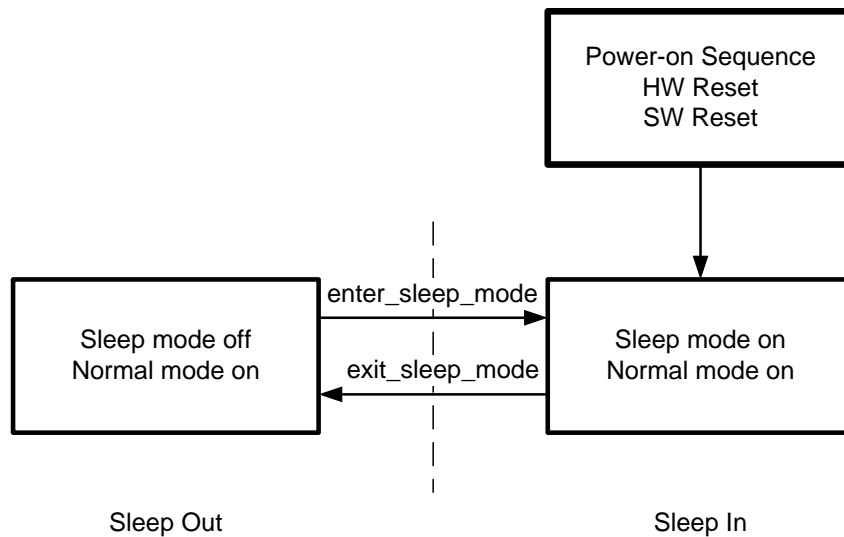 Power-on Sequence
HW Reset
SW Reset
enter_sleep_mode
Sleep mode off
Normal mode on
exit_sleep_mode
Sleep mode on
Normal mode on
Sleep Out
Sleep In